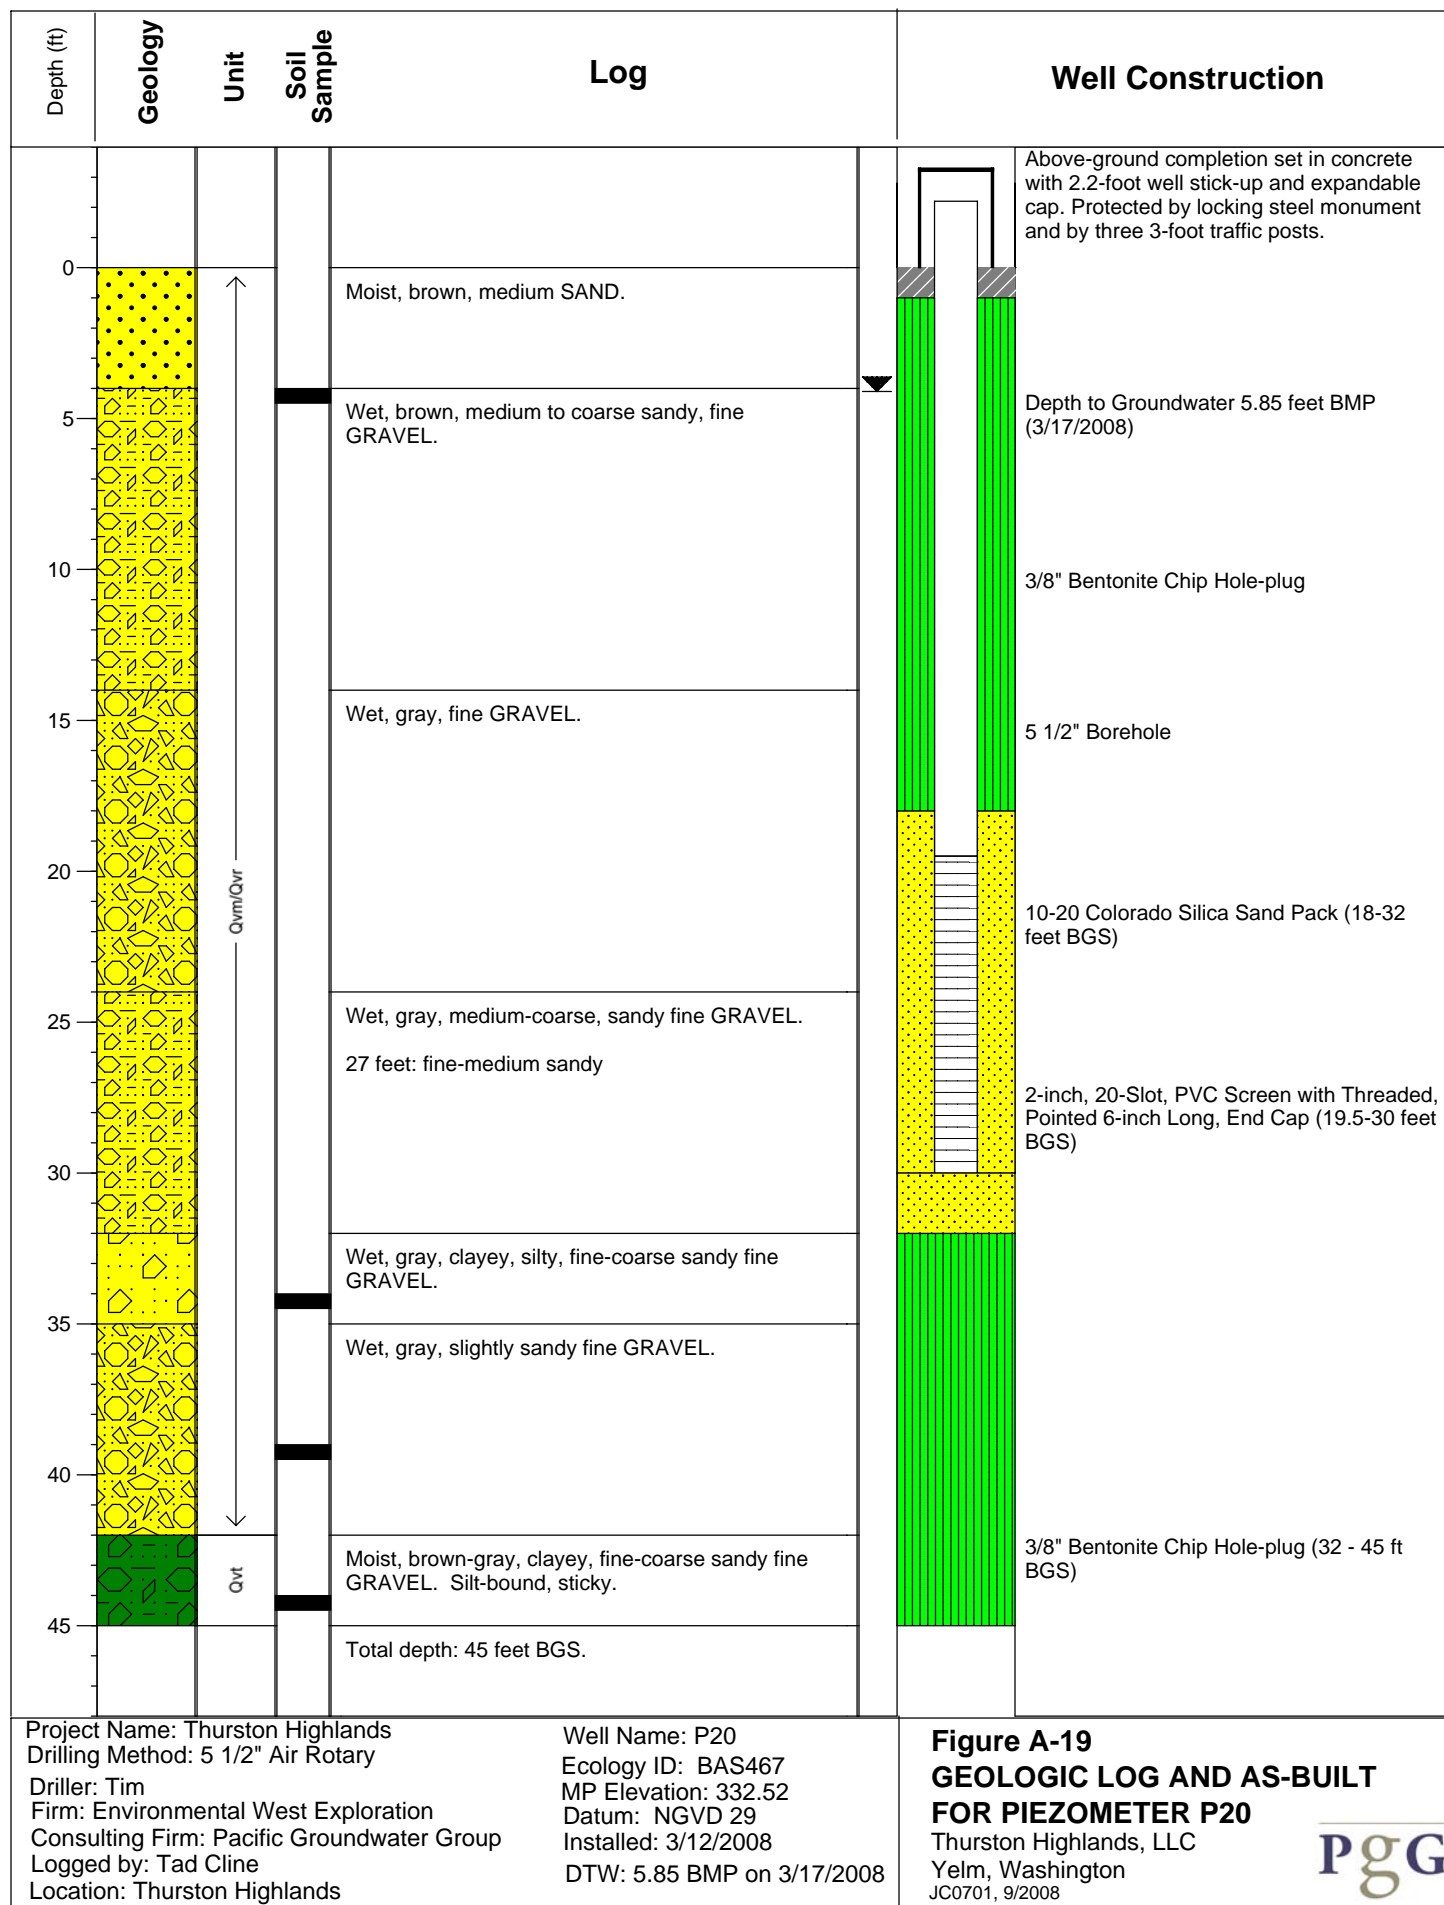 Depth (ft)
Geology
Unit
Soil
Sample
Log
Well Construction
Above-ground completion set in concrete
with 2.2-foot well stick-up and expandable
cap. Protected by locking steel monument
and by three 3-foot traffic posts.
0
Moist, brown, medium SAND.
5
Wet, brown, medium to coarse sandy, fine
GRAVEL.
Depth to Groundwater 5.85 feet BMP
(3/17/2008)
10
3/8" Bentonite Chip Hole-plug
15
Wet, gray, fine GRAVEL.
5 1/2" Borehole
20
Qvm/Qvr
10-20 Colorado Silica Sand Pack (18-32
feet BGS)
25
Wet, gray, medium-coarse, sandy fine GRAVEL.
27 feet: fine-medium sandy
2-inch, 20-Slot, PVC Screen with Threaded,
Pointed 6-inch Long, End Cap (19.5-30 feet
BGS)
30
Wet, gray, clayey, silty, fine-coarse sandy fine
GRAVEL.
35
Wet, gray, slightly sandy fine GRAVEL.
40
Qvt
Moist, brown-gray, clayey, fine-coarse sandy fine
GRAVEL.  Silt-bound, sticky.
3/8" Bentonite Chip Hole-plug (32 - 45 ft
BGS)
45
Total depth: 45 feet BGS.
Project Name: Thurston Highlands
Drilling Method: 5 1/2" Air Rotary
Driller: Tim
Firm: Environmental West Exploration
Consulting Firm: Pacific Groundwater Group
Logged by: Tad Cline
Location: Thurston Highlands
Well Name: P20
Ecology ID:  BAS467
MP Elevation: 332.52
Datum:  NGVD 29
Installed: 3/12/2008
DTW: 5.85 BMP on 3/17/2008
Figure A-19
GEOLOGIC LOG AND AS-BUILT
FOR PIEZOMETER P20
Thurston Highlands, LLC
Yelm, Washington
JC0701, 9/2008
PgG